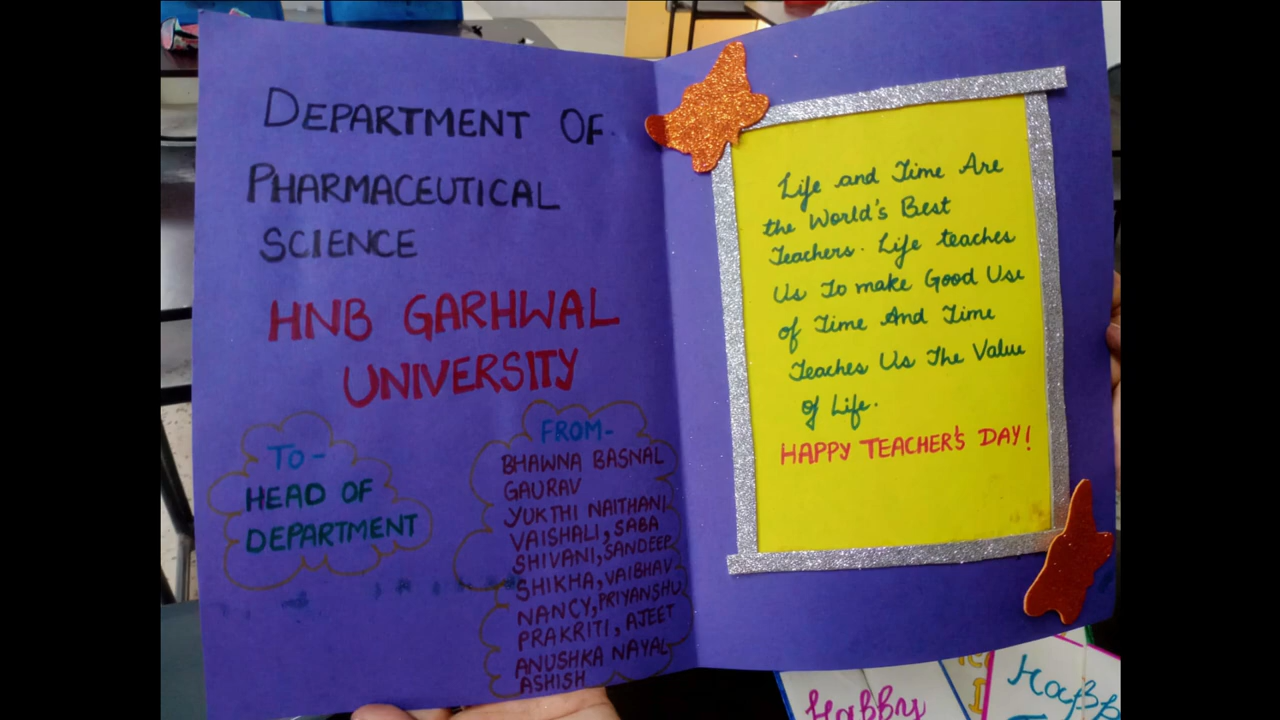 DEPARTMENT OF
PHARMACEUTICAL
SCIENCE
HNB GARHWAL
UNIVERSITY
TO-
HEAD OF
DEPARTMENT
FROM-
BHAWNA BASNAL
GAURAV
YUKTHI NAITHANI
VAISHALI, SABA
SHIVANI, SANDEEP
SHIKHA, VAIBHAV
NANCY, PRIYANSHU
PRAKRITI, AJEET
ANUSHKA NAYAL
ASHISH
Life and Time Are
the World's Best
Teachers. Life teaches
Us To make Good Use
of Time And Time
Teaches Us The Value
of Life.
HAPPY TEACHER'S DAY!
Happy